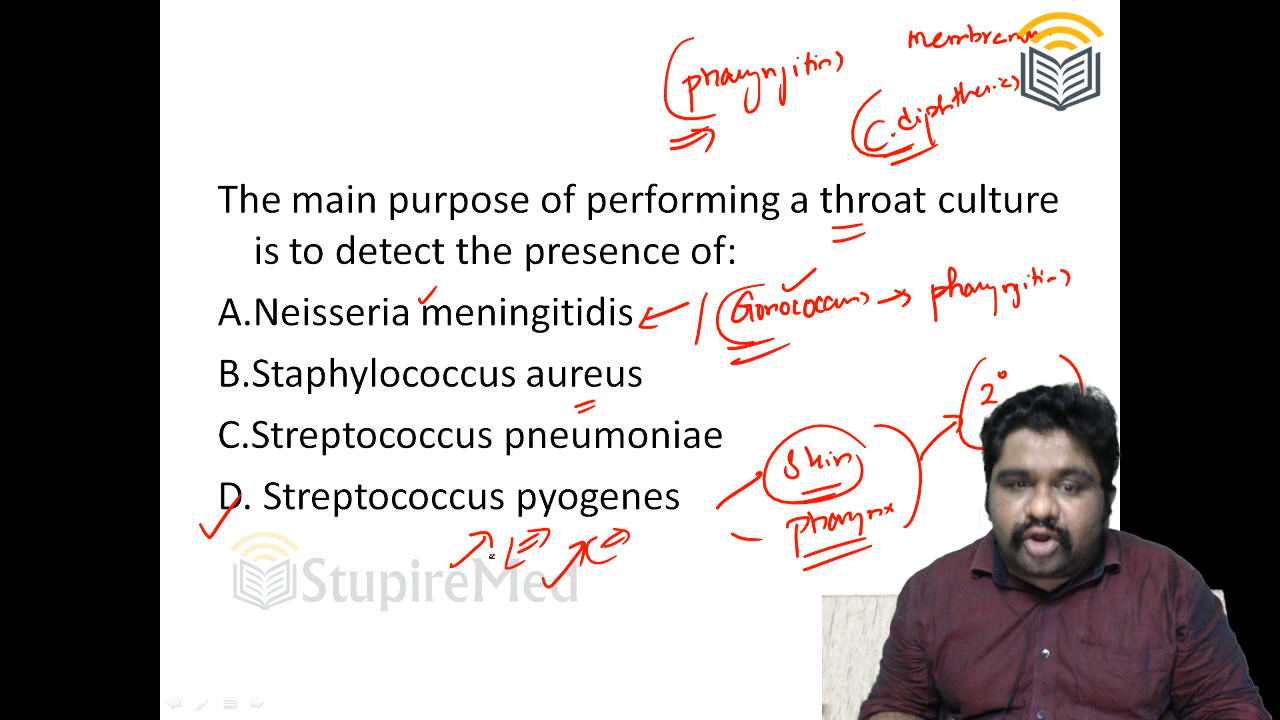 membran
pharyngitis
C. diphtheriae
The main purpose of performing a throat culture
is to detect the presence of:
A.Neisseria meningitidis
Gonococcus → pharyngitis
B.Staphylococcus aureus
2°
C.Streptococcus pneumoniae
Skin
D. Streptococcus pyogenes
pharynx
StupireMed